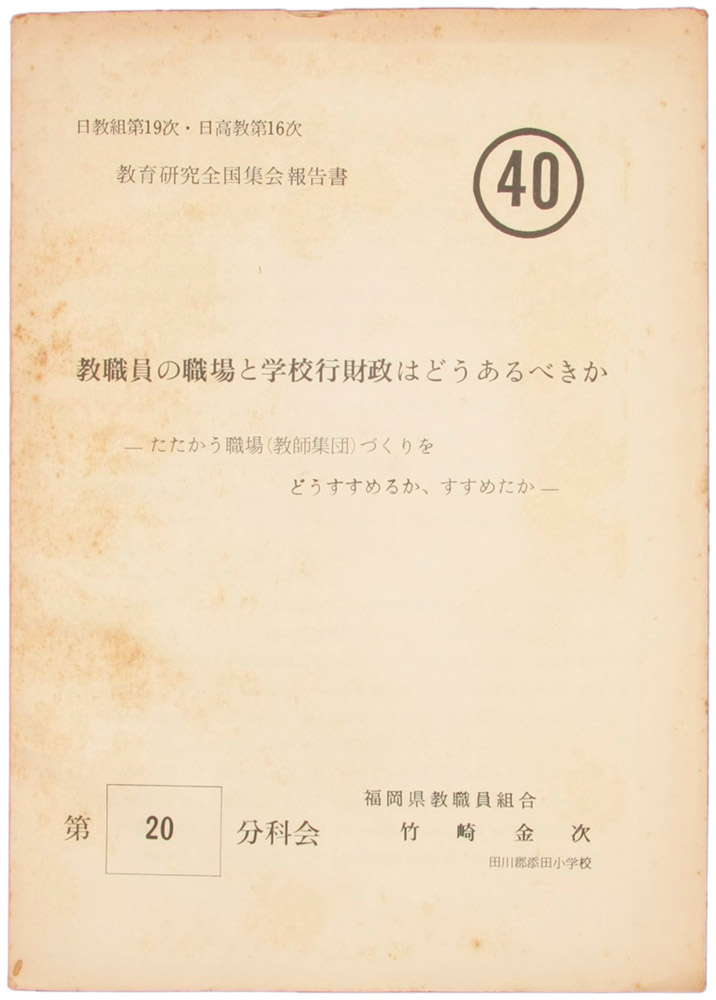 日教組第19次・日高教第16次
教育研究全国集会報告書
40
教職員の職場と学校行財政はどうあるべきか
― たたかう職場(教師集団)づくりを
どうすすめるか、すすめたか ―
第 20 分科会
福岡県教職員組合
竹崎金次
田川郡添田小学校